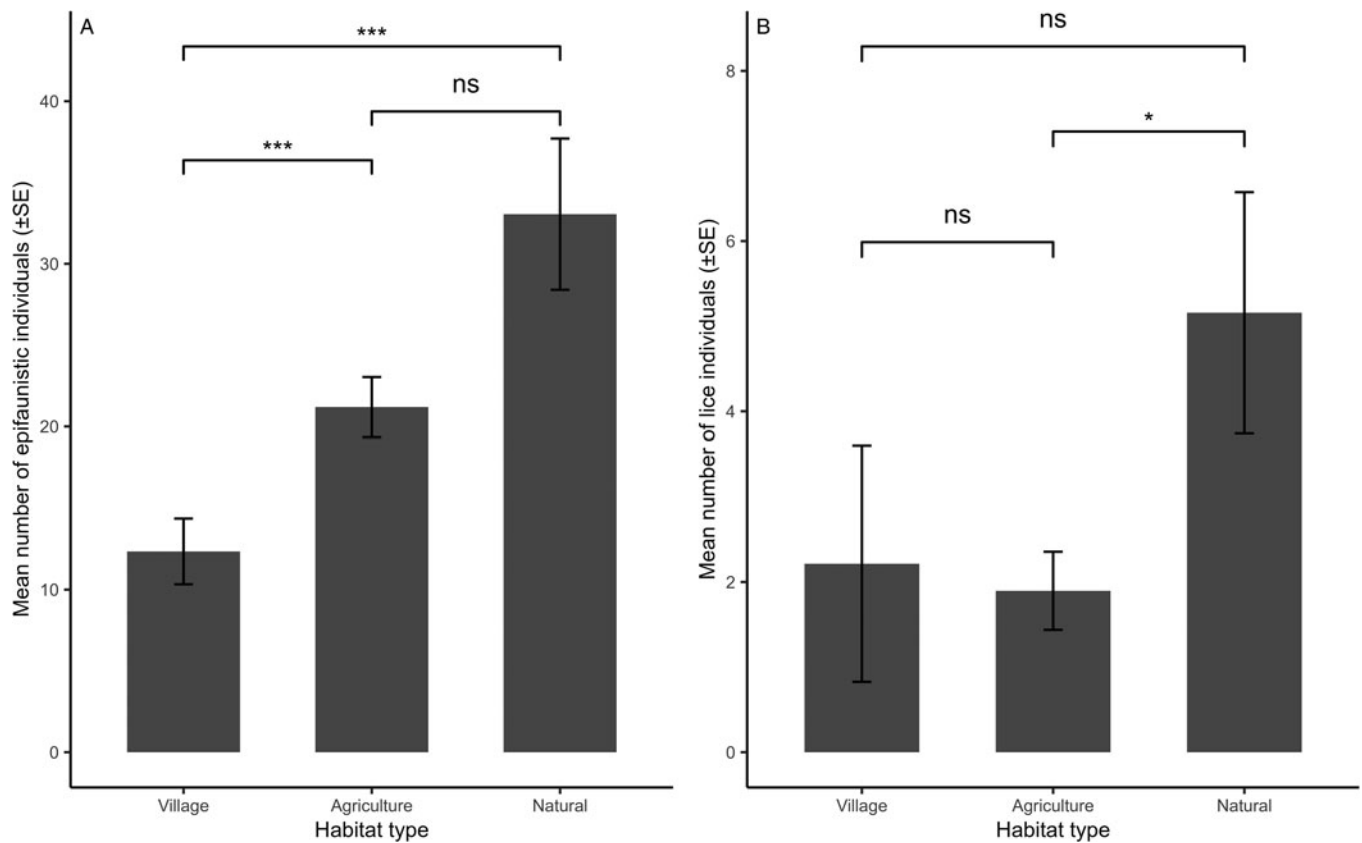 A
***
ns
***
40
30
20
10
0
Mean number of epifaunistic individuals (±SE)
Village
Agriculture
Natural
Habitat type
B
ns
*
ns
8
6
4
2
0
Mean number of lice individuals (±SE)
Village
Agriculture
Natural
Habitat type